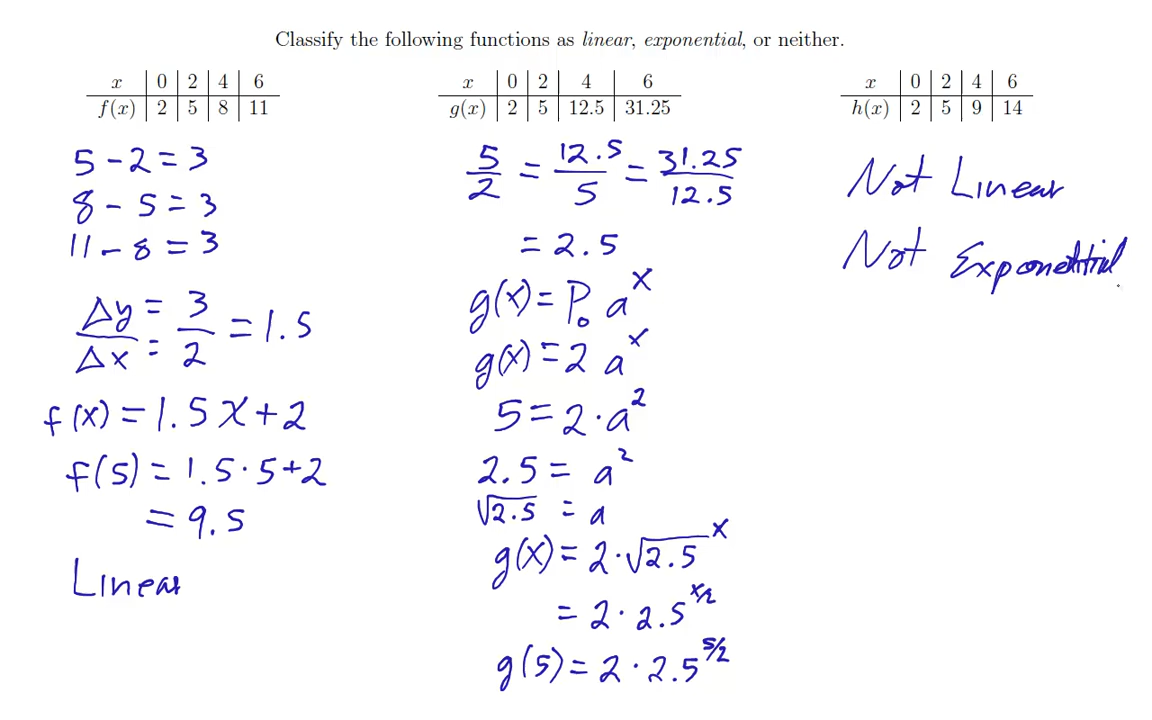 Classify the following functions as linear, exponential, or neither.
x 0 2 4 6
f(x) 2 5 8 11
5 - 2 = 3
8 - 5 = 3
11 - 8 = 3
Δy = 3
Δx = 2 = 1.5
f(x) = 1.5x + 2
f(5) = 1.5 · 5 + 2
= 9.5
Linear
x 0 2 4 6
g(x) 2 5 12.5 31.25
5/2 = 12.5/5 = 31.25/12.5
= 2.5
g(x) = P₀ aˣ
g(x) = 2 aˣ
5 = 2 · a²
2.5 = a²
√2.5 = a
g(x) = 2 · √2.5ˣ
= 2 · 2.5^x/2
g(5) = 2 · 2.5^5/2
x 0 2 4 6
h(x) 2 5 9 14
Not Linear
Not Exponential